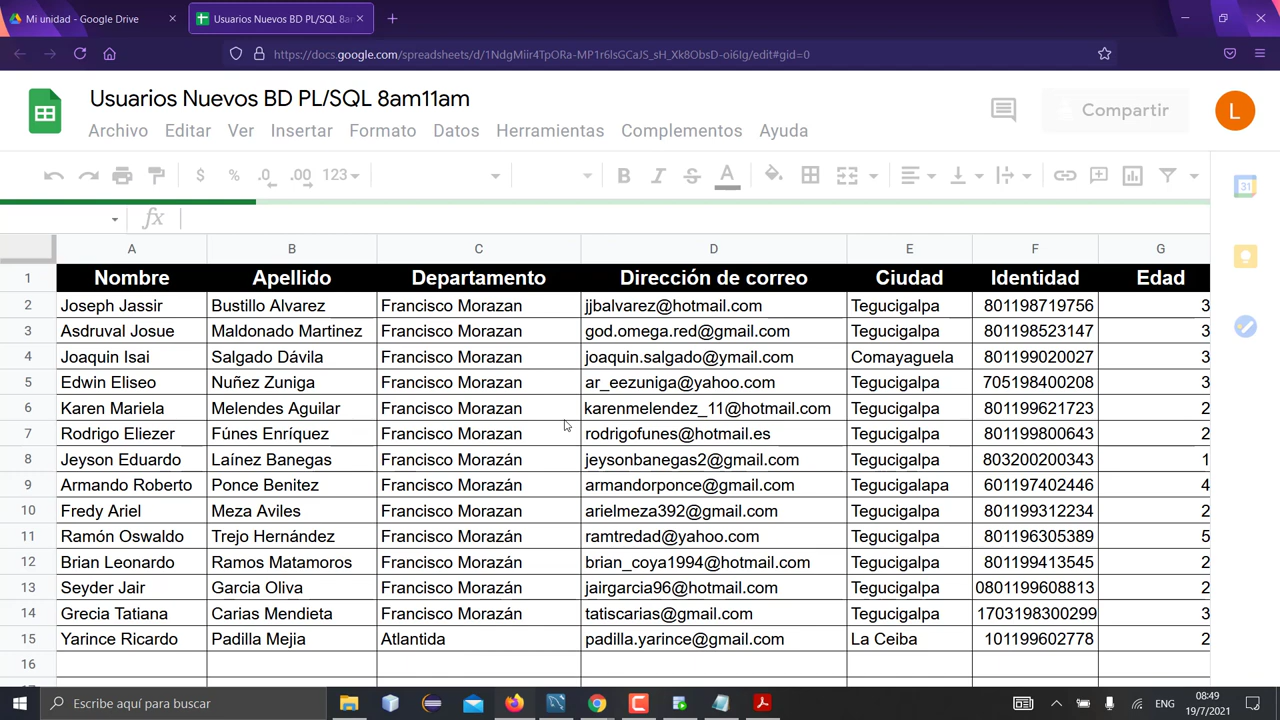 Mi unidad - Google Drive
Usuarios Nuevos BD PL/SQL 8a
https://docs.google.com/spreadsheets/d/1NdgMiir4TpORa-MP1r6lsGCaJS_sH_Xk8ObsD-oi6Ig/edit#gid=0
Usuarios Nuevos BD PL/SQL 8am11am
Archivo Editar Ver Insertar Formato Datos Herramientas Complementos Ayuda
Compartir
L
$ % .0 .00 123 B I S A
31
fx
A B C D E F G
1 Nombre Apellido Departamento Dirección de correo Ciudad Identidad Edad
2 Joseph Jassir Bustillo Alvarez Francisco Morazan jjbalvarez@hotmail.com Tegucigalpa 801198719756 3
3 Asdruval Josue Maldonado Martinez Francisco Morazan god.omega.red@gmail.com Tegucigalpa 801198523147 3
4 Joaquin Isai Salgado Dávila Francisco Morazan joaquin.salgado@ymail.com Comayaguela 801199020027 3
5 Edwin Eliseo Nuñez Zuniga Francisco Morazan ar_eezuniga@yahoo.com Tegucigalpa 705198400208 3
6 Karen Mariela Melendes Aguilar Francisco Morazan karenmelendez_11@hotmail.com Tegucigalpa 801199621723 2
7 Rodrigo Eliezer Fúnes Enríquez Francisco Morazan rodrigofunes@hotmail.es Tegucigalpa 801199800643 2
8 Jeyson Eduardo Laínez Banegas Francisco Morazan jeysonbanegas2@gmail.com Tegucigalpa 803200200343 1
9 Armando Roberto Ponce Benitez Francisco Morazan armandorponce@gmail.com Tegucigalapa 601197402446 4
10 Fredy Ariel Meza Aviles Francisco Morazan arielmeza392@gmail.com Tegucigalpa 801199312234 2
11 Ramón Oswaldo Trejo Hernández Francisco Morazán ramtredad@yahoo.com Tegucigalpa 801196305389 5
12 Brian Leonardo Ramos Matamoros Francisco Morazán brian_coya1994@hotmail.com Tegucigalpa 801199413545 2
13 Seyder Jair Garcia Oliva Francisco Morazán jairgarcia96@hotmail.com Tegucigalpa 0801199608813 2
14 Grecia Tatiana Carias Mendieta Francisco Morazán tatiscarias@gmail.com Tegucigalpa 1703198300299 3
15 Yarince Ricardo Padilla Mejia Atlantida padilla.yarince@gmail.com La Ceiba 101199602778 2
16
Escribe aquí para buscar
ESP
08:49
19/7/2021